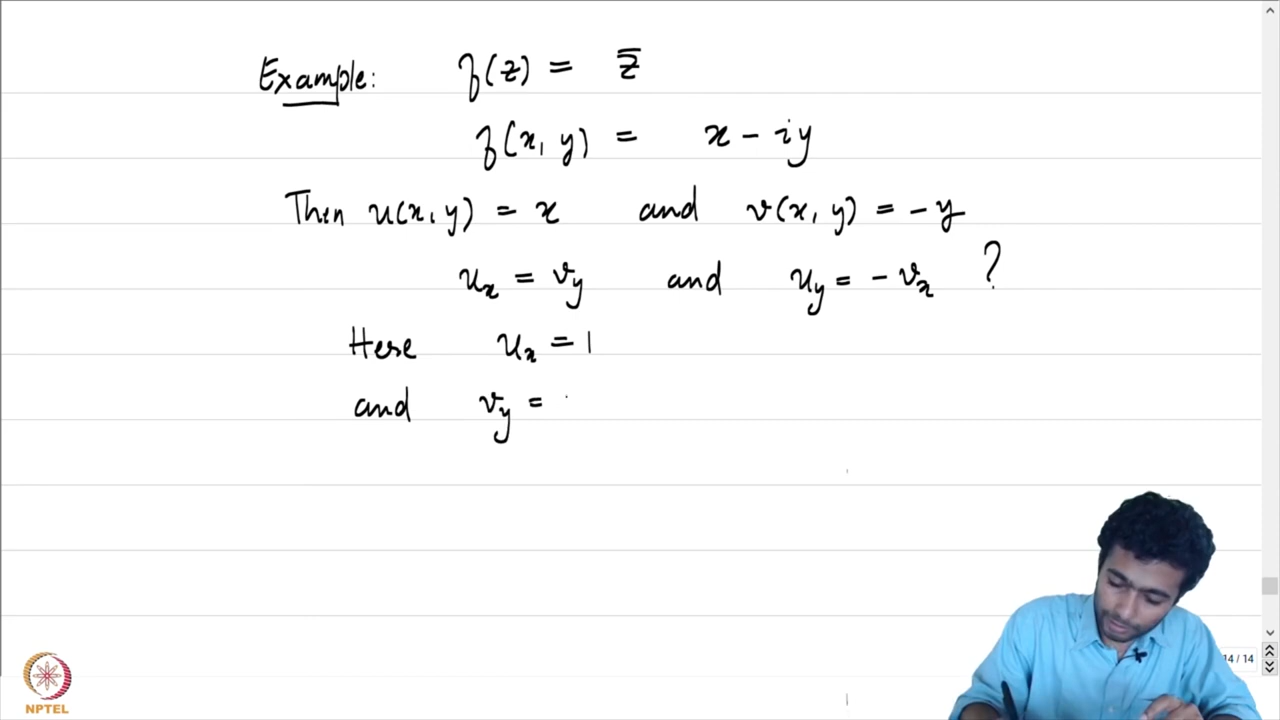 Example: f(z) = z̅
f(x, y) = x - iy
Then u(x, y) = x and v(x, y) = -y
u_x = v_y and u_y = - v_x ?
Here u_x = 1
and v_y =
14 / 14
NPTEL